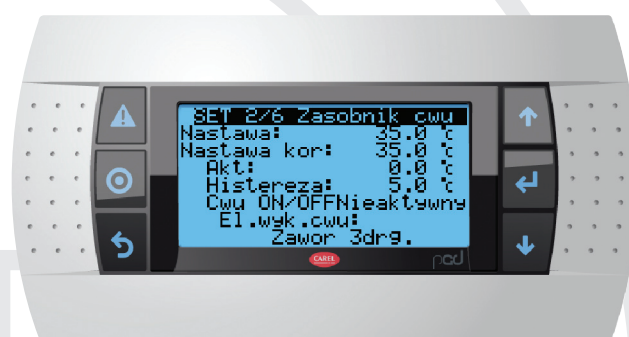 SET 2/6 Zasobnik cwu
Nastawa: 35.0 °c
Nastawa kor: 35.0 °c
Akt: 0.0 °c
Histereza: 5.0 °c
Cwu ON/OFFNieaktywny
El.wyk.cwu:
Zawor 3drg.
CAREL
pGD